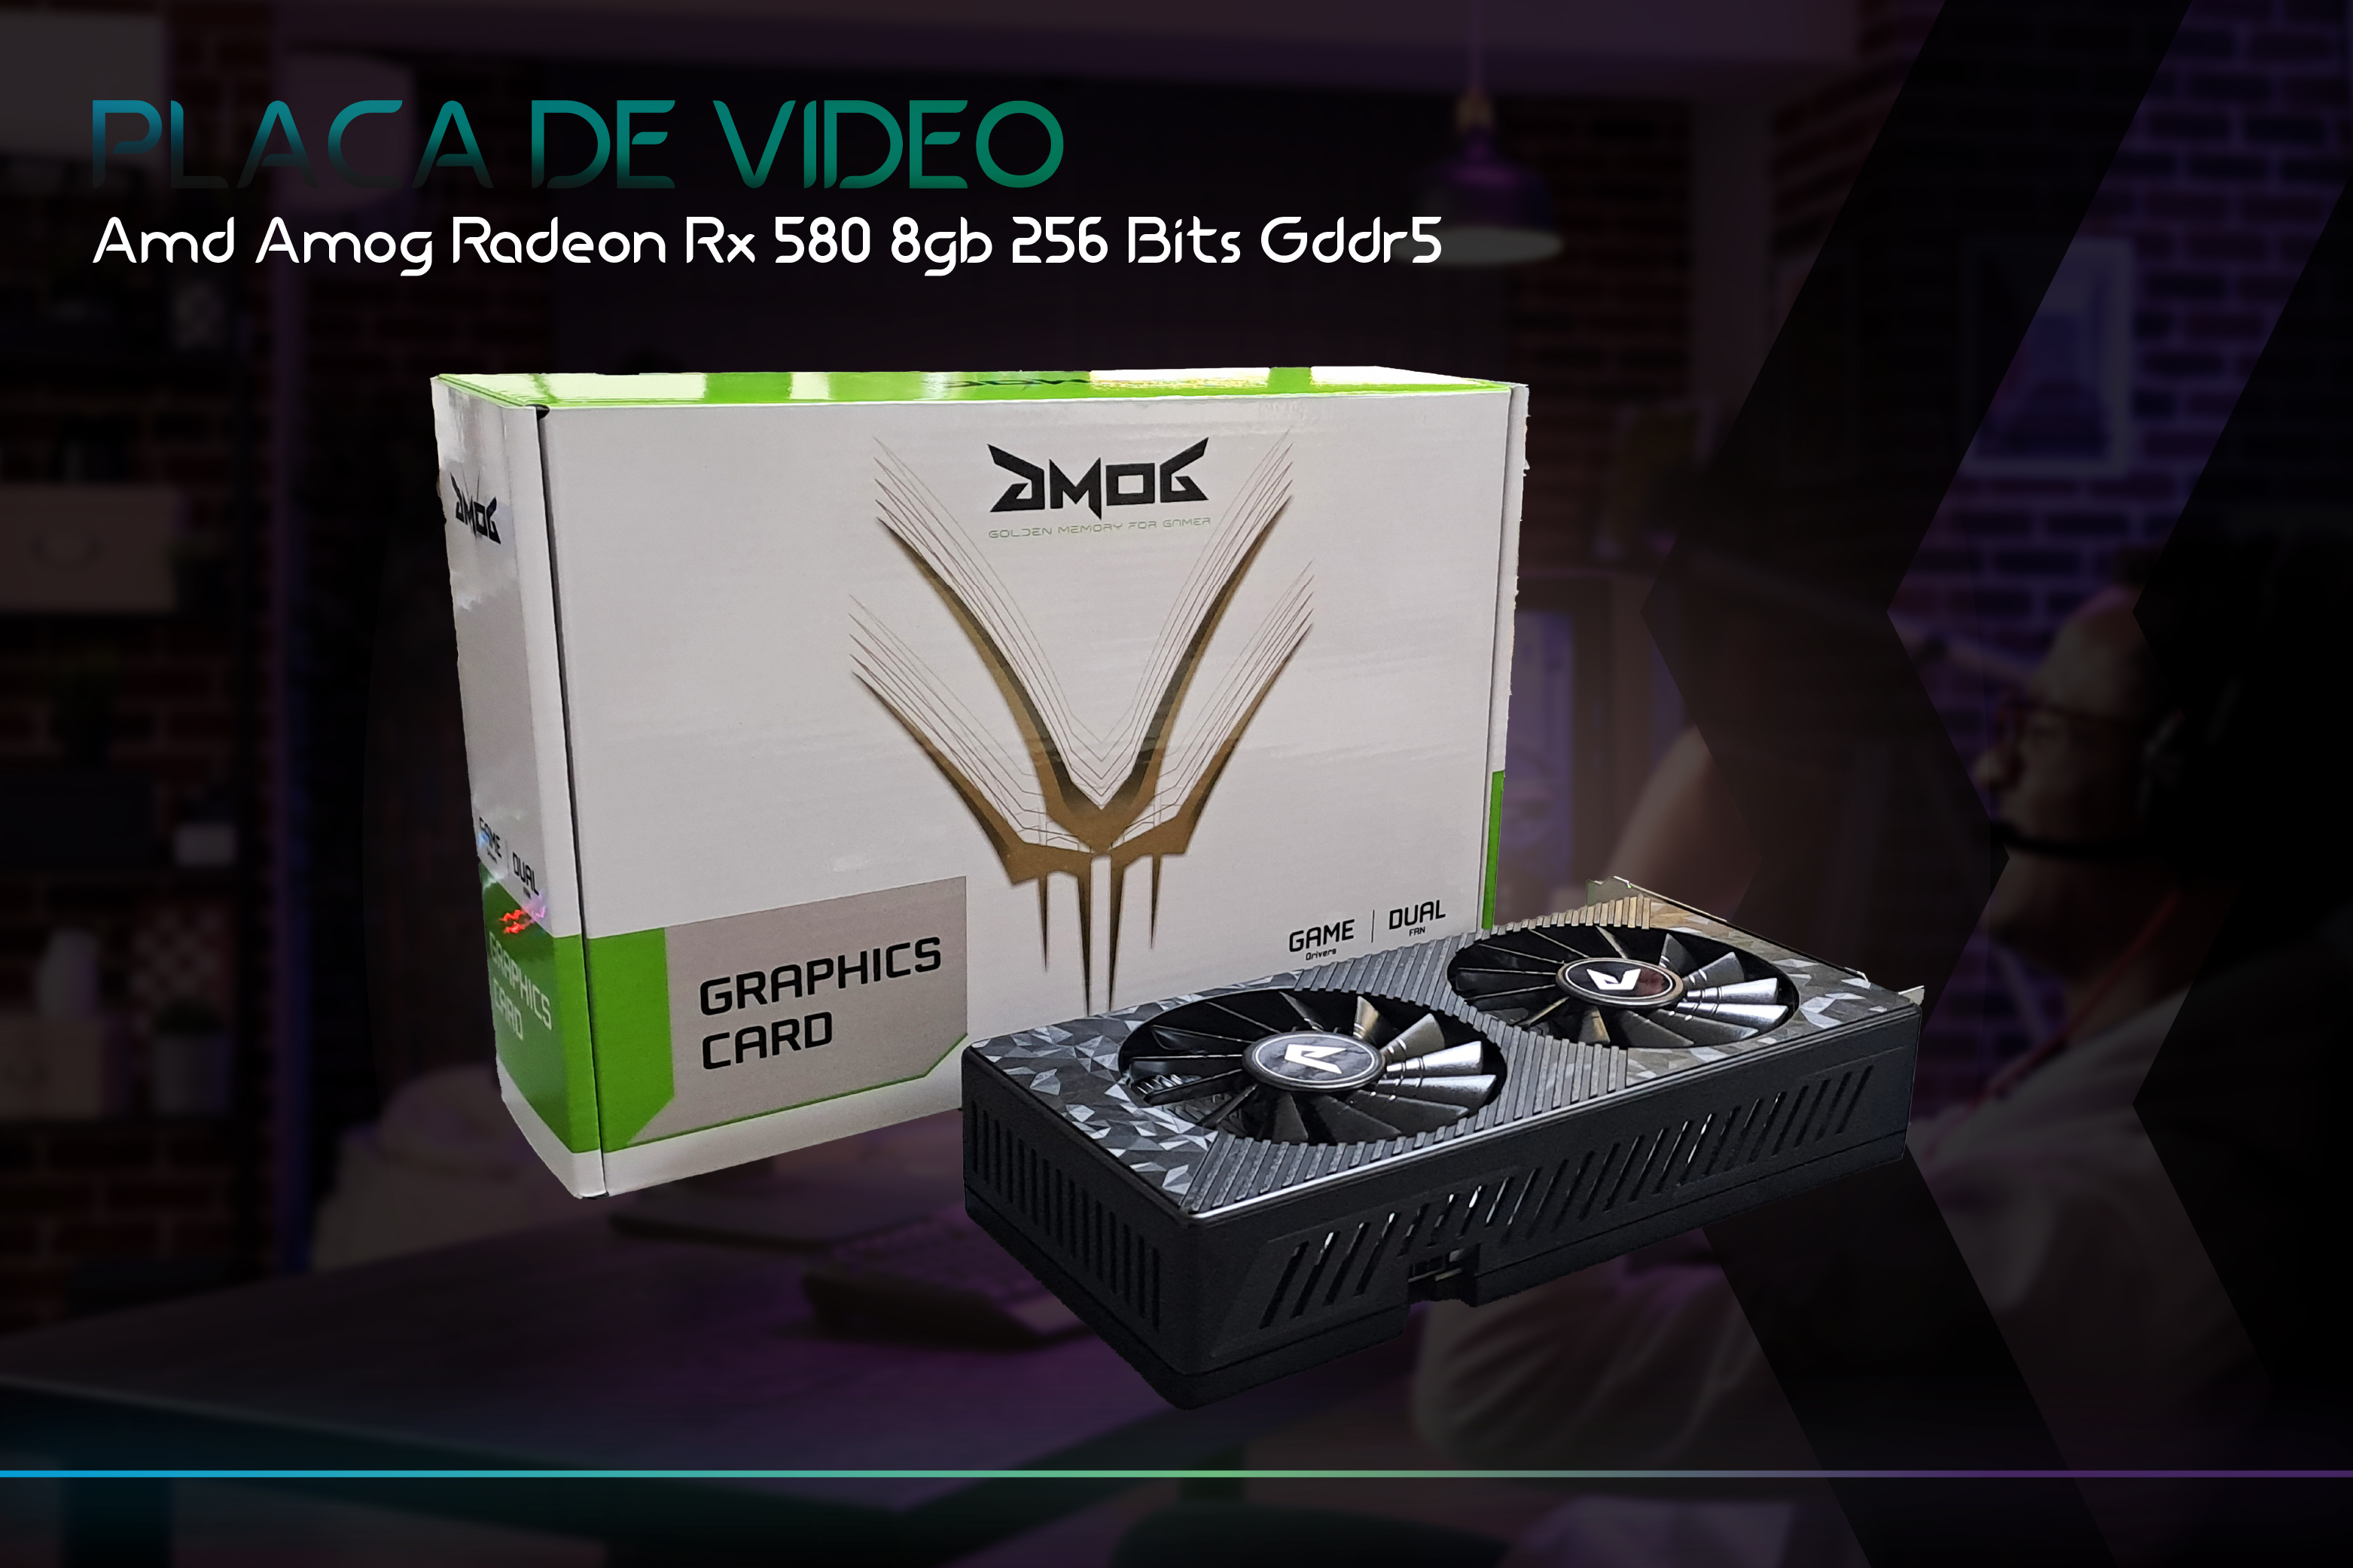 PLACA DE VIDEO
Amd Amog Radeon Rx 580 8gb 256 Bits Gddr5
AMOG
GOLDEN MEMORY FOR GAMER
AMOG
GAME
DUAL
FAN
GRAPHICS
CARD
GRAPHICS
CARD
GAME
Drivers
DUAL
FAN